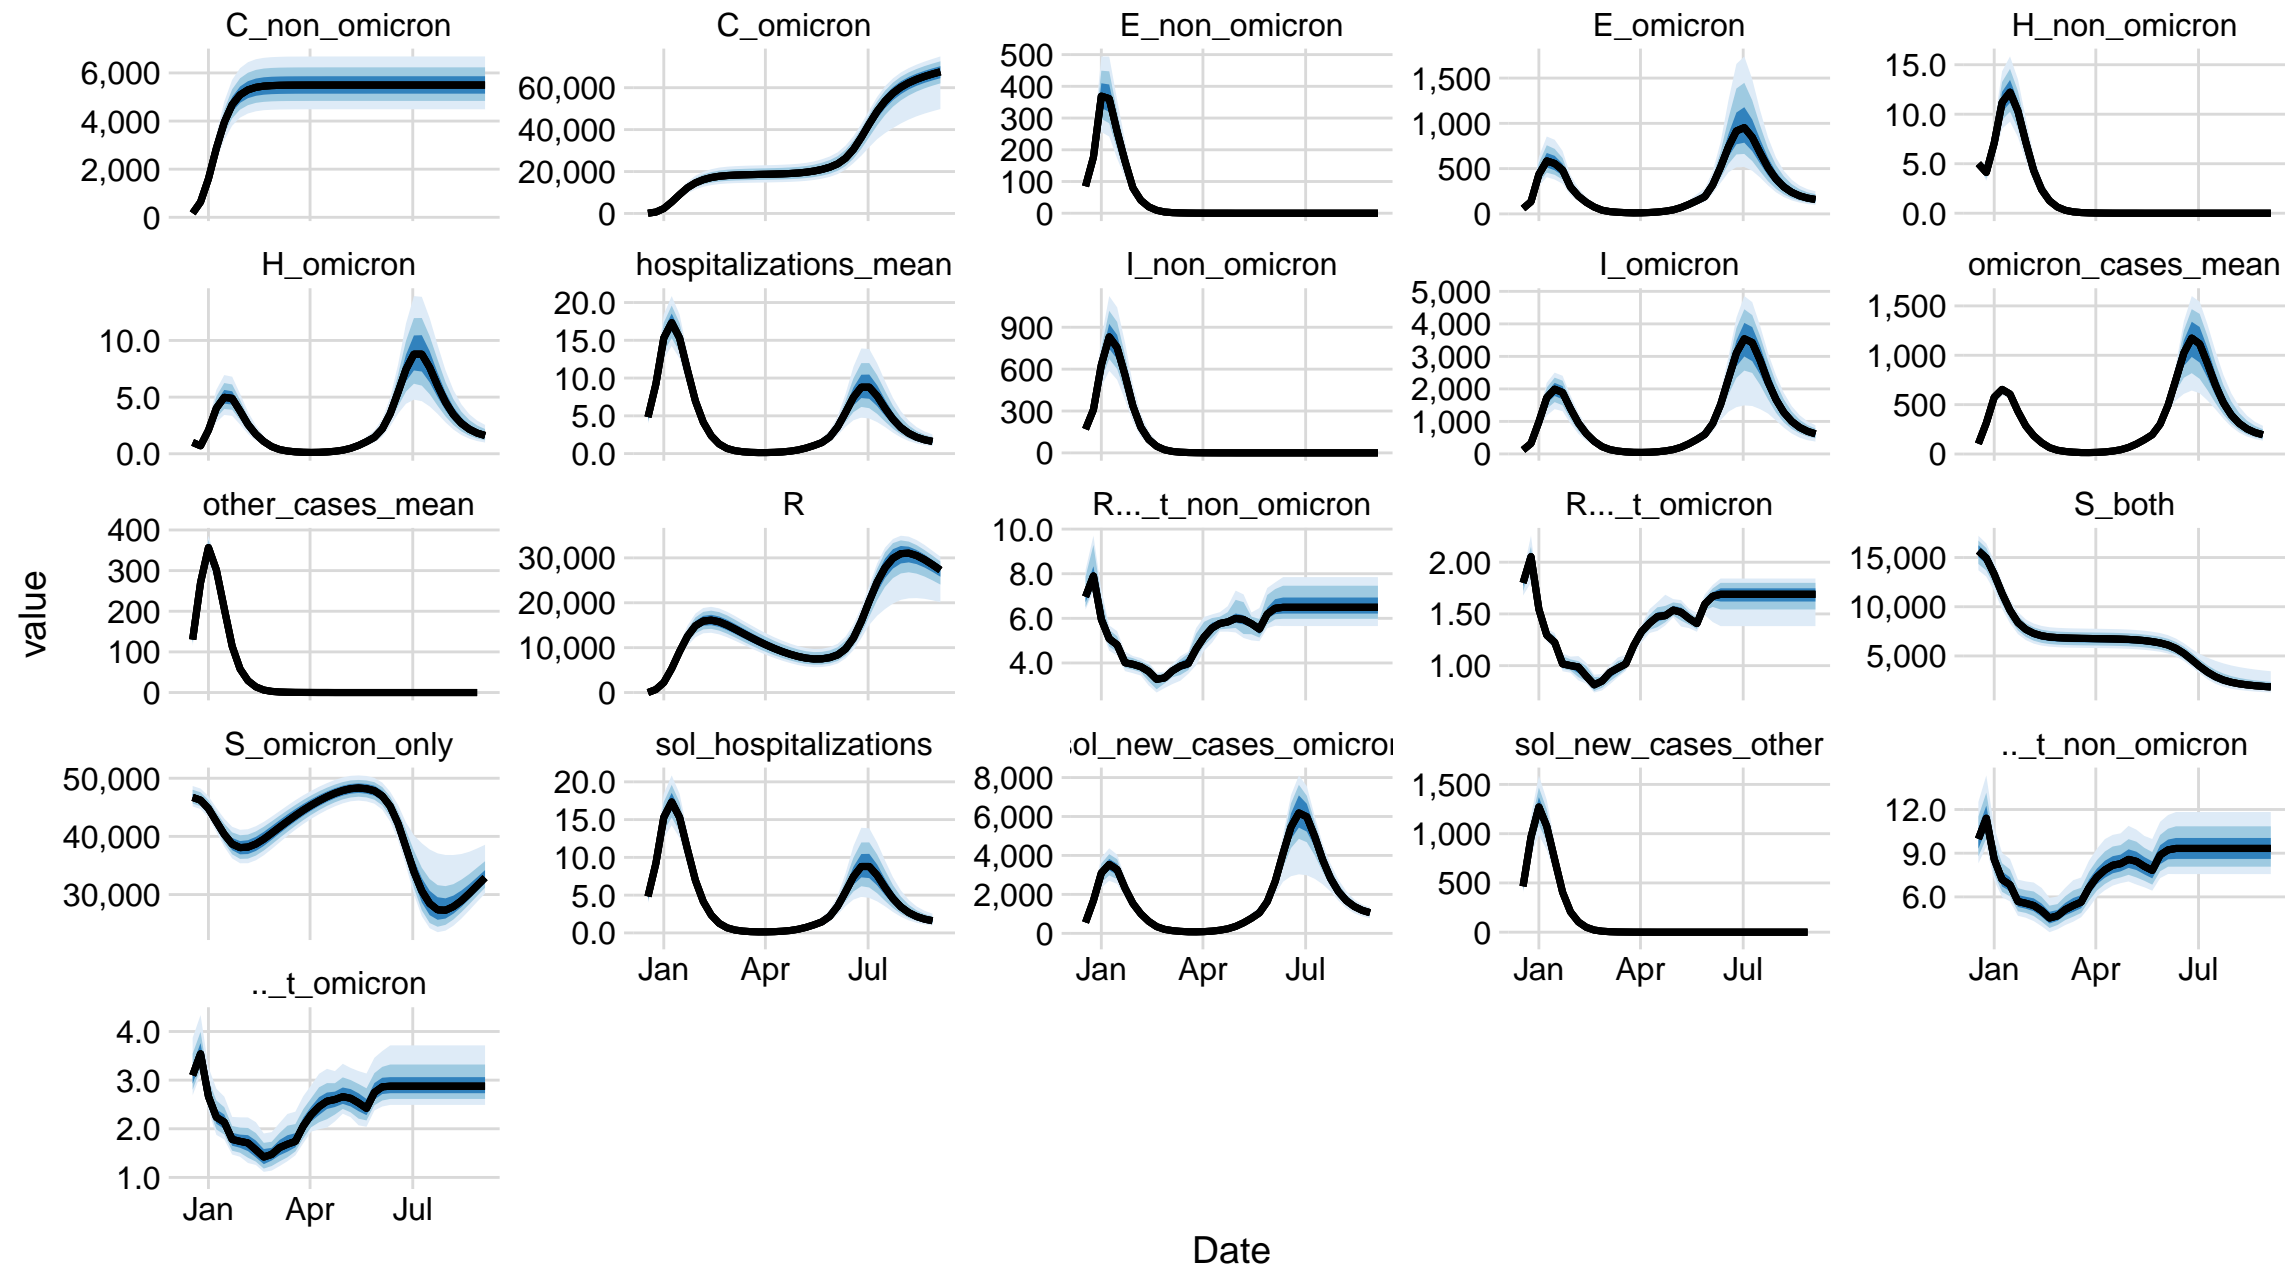 C_non_omicron C_omicron E_non_omicron E_omicron H_non_omicron
6,000 4,000 2,000 0
60,000 40,000 20,000 0
500 400 300 200 100 0
1,500 1,000 500 0
15.0 10.0 5.0 0.0
H_omicron hospitalizations_mean I_non_omicron I_omicron omicron_cases_mean
10.0 5.0 0.0
20.0 15.0 10.0 5.0 0.0
900 600 300 0
5,000 4,000 3,000 2,000 1,000 0
1,500 1,000 500 0
other_cases_mean R R..._t_non_omicron R..._t_omicron S_both
400 300 200 100 0
30,000 20,000 10,000 0
10.0 8.0 6.0 4.0
2.00 1.50 1.00
15,000 10,000 5,000
value
S_omicron_only sol_hospitalizations sol_new_cases_omicron sol_new_cases_other .._t_non_omicron
50,000 40,000 30,000
20.0 15.0 10.0 5.0 0.0
8,000 6,000 4,000 2,000 0
1,500 1,000 500 0
12.0 9.0 6.0
Jan Apr Jul Jan Apr Jul Jan Apr Jul Jan Apr Jul
.._t_omicron
4.0 3.0 2.0 1.0
Jan Apr Jul
Date